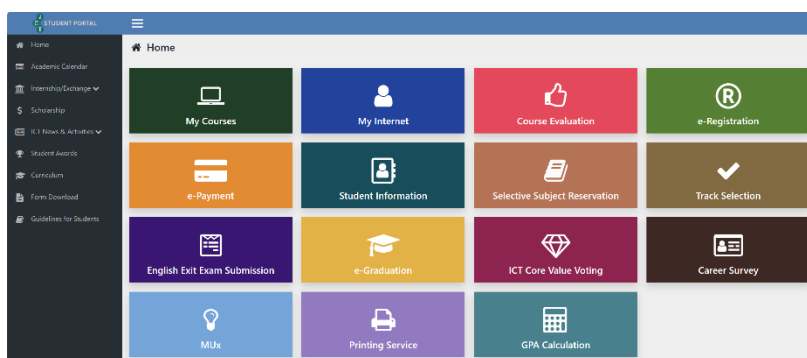 STUDENT PORTAL
Home
Academic Calendar
Internship/Exchange
Scholarship
ICT News & Activities
Student Awards
Curriculum
Form Download
Guidelines for Students
Home
My Courses
My Internet
Course Evaluation
e-Registration
e-Payment
Student Information
Selective Subject Reservation
Track Selection
English Exit Exam Submission
e-Graduation
ICT Core Value Voting
Career Survey
MUx
Printing Service
GPA Calculation